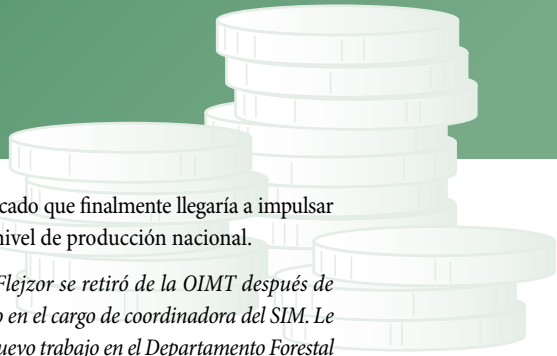 cado que finalmente llegaría a impulsar
nivel de producción nacional.
Flejzor se retiró de la OIMT después de
o en el cargo de coordinadora del SIM. Le
uevo trabajo en el Departamento Forestal